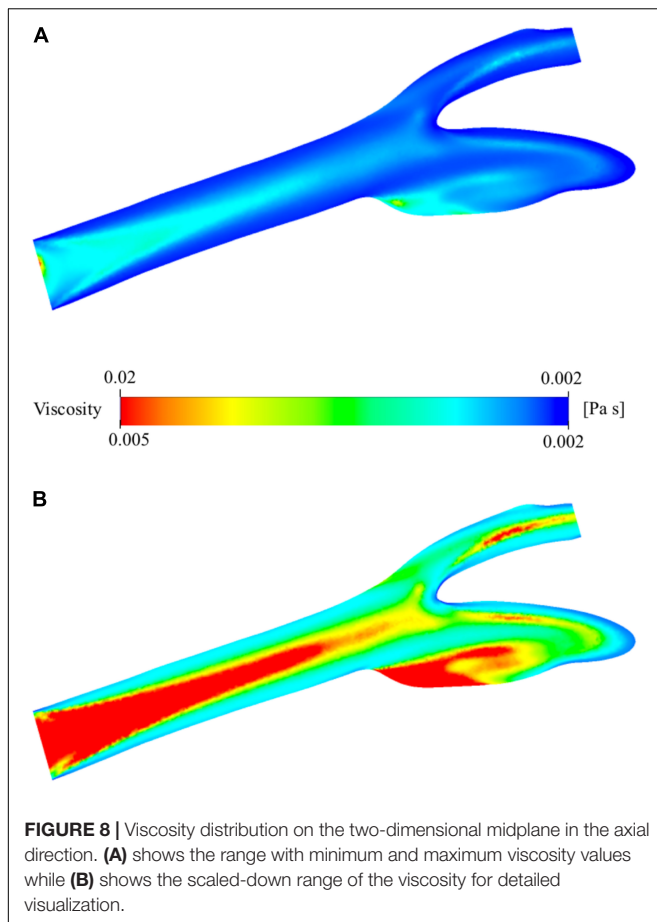 A
0.02 0.002
Viscosity [Pa s]
0.005 0.002
B
FIGURE 8 | Viscosity distribution on the two-dimensional midplane in the axial
direction. (A) shows the range with minimum and maximum viscosity values
while (B) shows the scaled-down range of the viscosity for detailed
visualization.